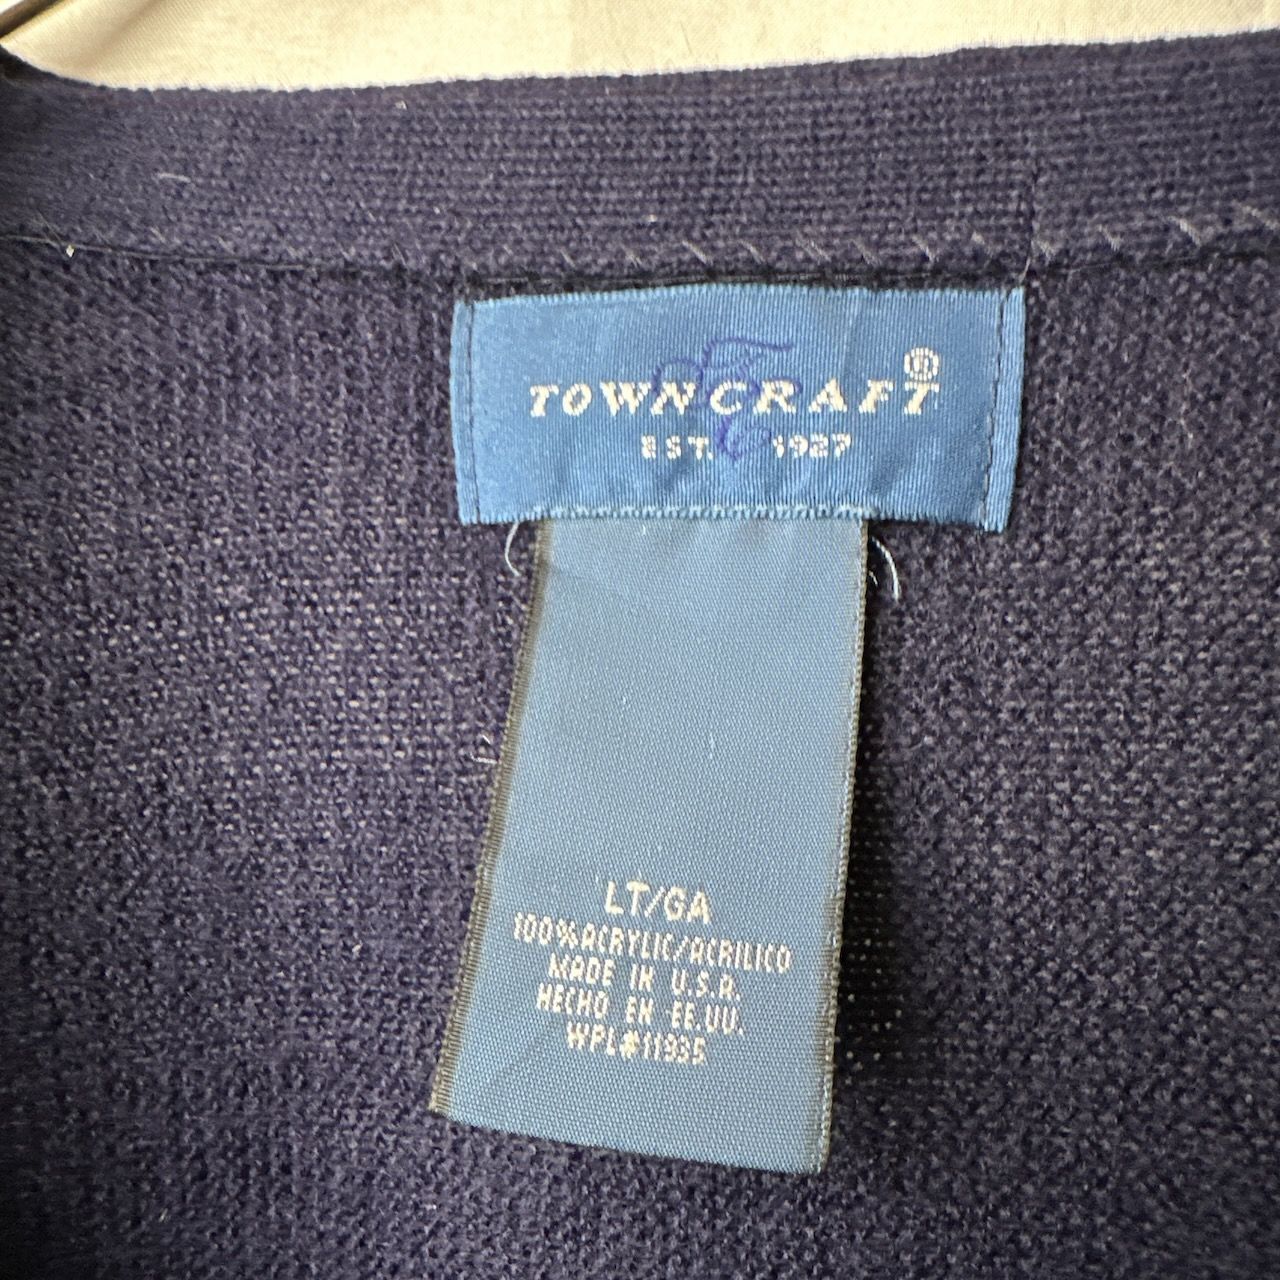 TOWNCRAFT®
EST. 1927
LT/GA
100% ACRYLIC/ACRILICO
MADE IN U.S.A.
HECHO EN EE.UU.
WPL#11935